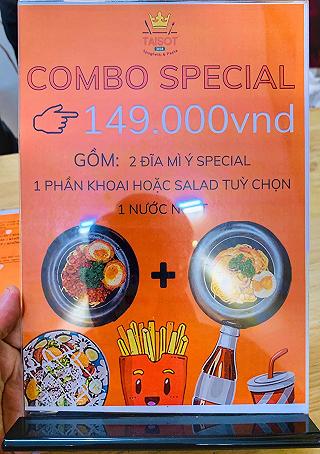 TAISOT
Spaghetti & Pasta
COMBO SPECIAL
149.000vnd
GỒM: 2 ĐĨA MÌ Ý SPECIAL
1 PHẦN KHOAI HOẶC SALAD TUỲ CHỌN
1 NƯỚC